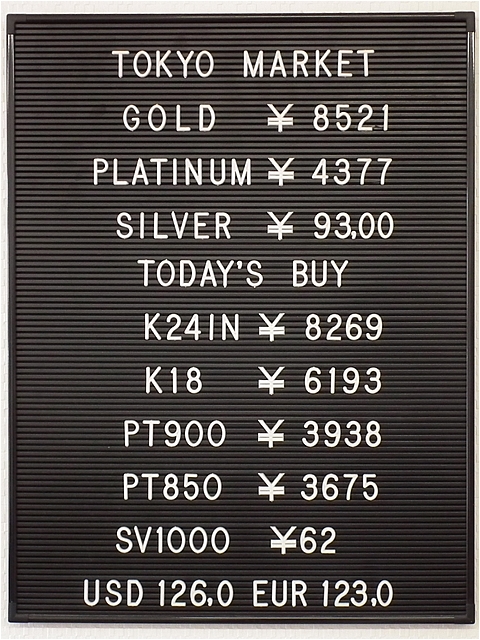 TOKYO MARKET
GOLD ¥ 8521
PLATINUM ¥ 4377
SILVER ¥ 93,00
TODAY'S BUY
K24IN ¥ 8269
K18 ¥ 6193
PT900 ¥ 3938
PT850 ¥ 3675
SV1000 ¥62
USD 126,0 EUR 123,0